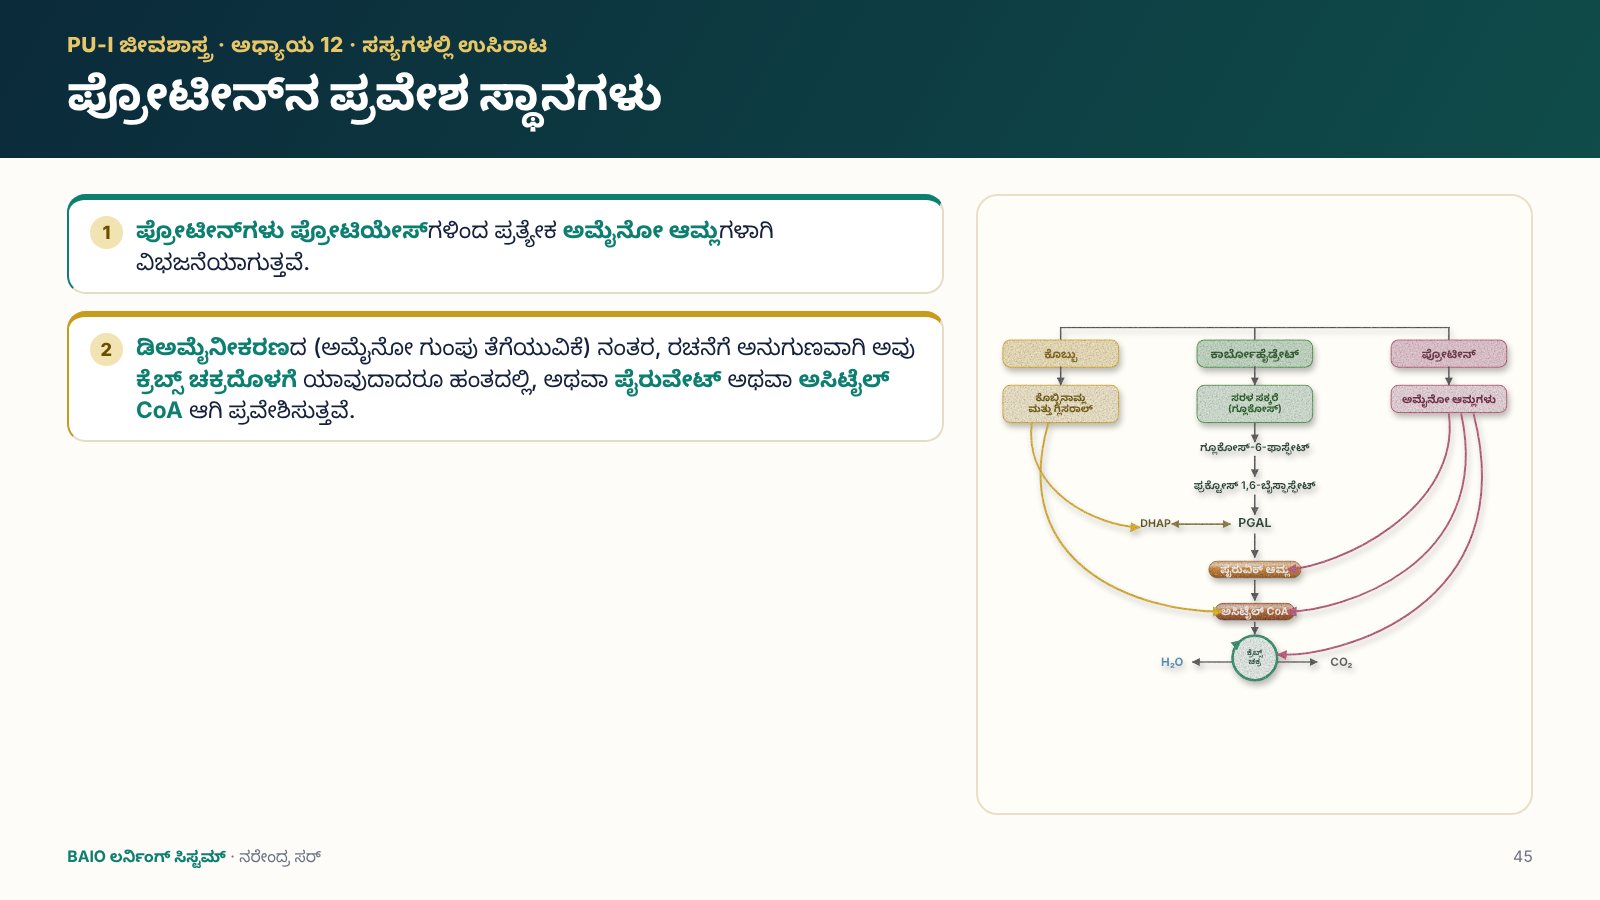 PU-I ಜೀವಶಾಸ್ತ್ರ · ಅಧ್ಯಾಯ 12 · ಸಸ್ಯಗಳಲ್ಲಿ ಉಸಿರಾಟ
ಪ್ರೋಟೀನ್‌ನ ಪ್ರವೇಶ ಸ್ಥಾನಗಳು
1 ಪ್ರೋಟೀನ್‌ಗಳು ಪ್ರೋಟಿಯೇಸ್‌ಗಳಿಂದ ಪ್ರತ್ಯೇಕ ಅಮೈನೋ ಆಮ್ಲಗಳಾಗಿ
ವಿಭಜನೆಯಾಗುತ್ತವೆ.
2 ಡಿಅಮೈನೀಕರಣದ (ಅಮೈನೋ ಗುಂಪು ತೆಗೆಯುವಿಕೆ) ನಂತರ, ರಚನೆಗೆ ಅನುಗುಣವಾಗಿ ಅವು
ಕ್ರೆಬ್ಸ್ ಚಕ್ರದೊಳಗೆ ಯಾವುದಾದರೂ ಹಂತದಲ್ಲಿ, ಅಥವಾ ಪೈರುವೇಟ್ ಅಥವಾ ಅಸಿಟೈಲ್
CoA ಆಗಿ ಪ್ರವೇಶಿಸುತ್ತವೆ.
ಕೊಬ್ಬು ಕಾರ್ಬೋಹೈಡ್ರೇಟ್ ಪ್ರೋಟೀನ್
ಕೊಬ್ಬಿನಾಮ್ಲ
ಮತ್ತು ಗ್ಲಿಸರಾಲ್
ಸರಳ ಸಕ್ಕರೆ
(ಗ್ಲೂಕೋಸ್)
ಅಮೈನೋ ಆಮ್ಲಗಳು
ಗ್ಲೂಕೋಸ್-6-ಫಾಸ್ಫೇಟ್
ಫ್ರಕ್ಟೋಸ್ 1,6-ಬೈಸ್ಫಾಸ್ಫೇಟ್
DHAP PGAL
ಪೈರುವಿಕ್ ಆಮ್ಲ
ಅಸಿಟೈಲ್ CoA
ಕ್ರೆಬ್ಸ್
ಚಕ್ರ
H₂O CO₂
BAIO ಲರ್ನಿಂಗ್ ಸಿಸ್ಟಮ್ · ನರೇಂದ್ರ ಸರ್ 45